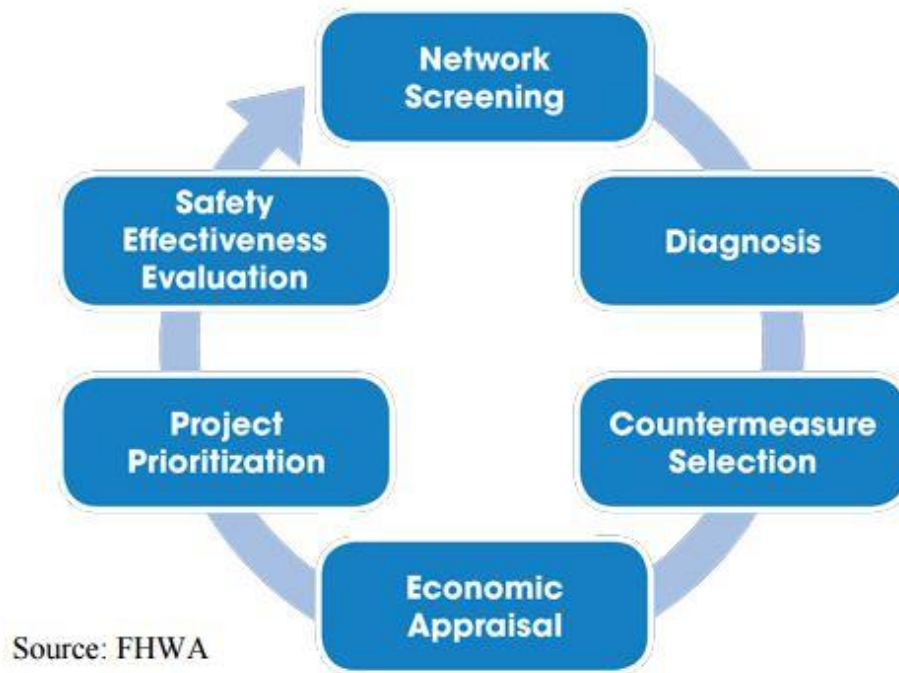 Network
Screening
Diagnosis
Countermeasure
Selection
Economic
Appraisal
Project
Prioritization
Safety
Effectiveness
Evaluation
Source: FHWA